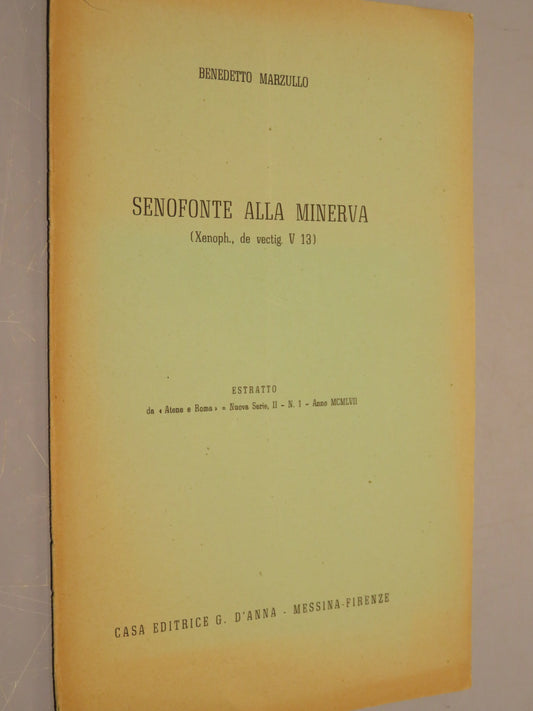 BENEDETTO MARZULLO
SENOFONTE ALLA MINERVA
(Xenoph., de vectig. V 13)
ESTRATTO
da « Atene e Roma » = Nuova Serie, II - N. 1 - Anno MCMLVII
CASA EDITRICE G. D'ANNA - MESSINA-FIRENZE